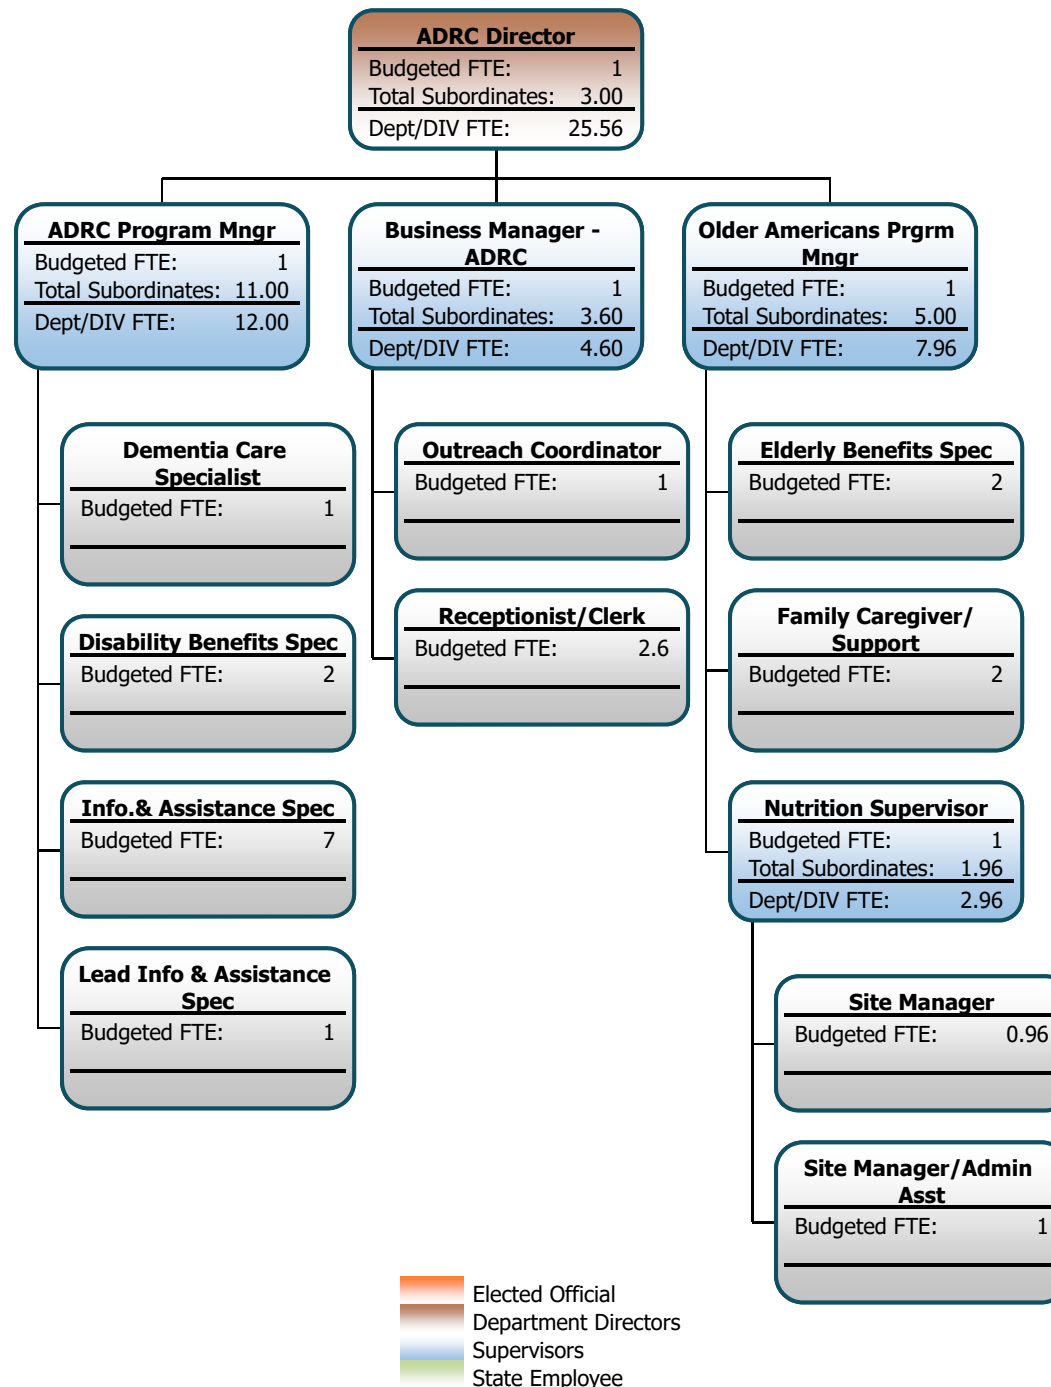 ADRC Director
Budgeted FTE: 1
Total Subordinates: 3.00
Dept/DIV FTE: 25.56
ADRC Program Mngr
Budgeted FTE: 1
Total Subordinates: 11.00
Dept/DIV FTE: 12.00
Business Manager -
ADRC
Budgeted FTE: 1
Total Subordinates: 3.60
Dept/DIV FTE: 4.60
Older Americans Prgrm
Mngr
Budgeted FTE: 1
Total Subordinates: 5.00
Dept/DIV FTE: 7.96
Dementia Care
Specialist
Budgeted FTE: 1
Disability Benefits Spec
Budgeted FTE: 2
Info.& Assistance Spec
Budgeted FTE: 7
Lead Info & Assistance
Spec
Budgeted FTE: 1
Outreach Coordinator
Budgeted FTE: 1
Receptionist/Clerk
Budgeted FTE: 2.6
Elderly Benefits Spec
Budgeted FTE: 2
Family Caregiver/
Support
Budgeted FTE: 2
Nutrition Supervisor
Budgeted FTE: 1
Total Subordinates: 1.96
Dept/DIV FTE: 2.96
Site Manager
Budgeted FTE: 0.96
Site Manager/Admin
Asst
Budgeted FTE: 1
Elected Official
Department Directors
Supervisors
State Employee